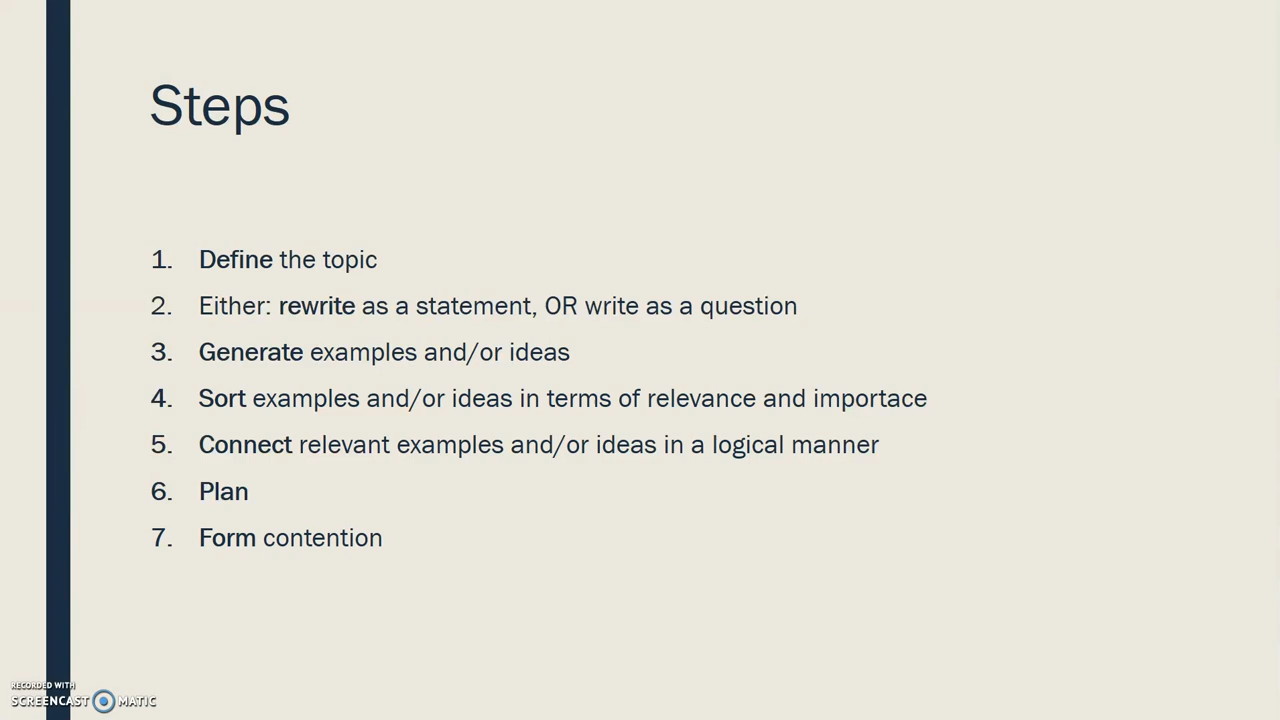 Steps
1. Define the topic
2. Either: rewrite as a statement, OR write as a question
3. Generate examples and/or ideas
4. Sort examples and/or ideas in terms of relevance and importace
5. Connect relevant examples and/or ideas in a logical manner
6. Plan
7. Form contention
RECORDED WITH
SCREENCAST MATIC